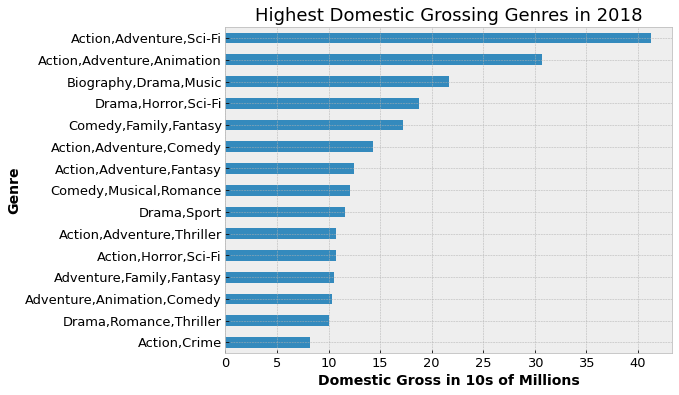 Highest Domestic Grossing Genres in 2018
Action,Adventure,Sci-Fi
Action,Adventure,Animation
Biography,Drama,Music
Drama,Horror,Sci-Fi
Comedy,Family,Fantasy
Action,Adventure,Comedy
Action,Adventure,Fantasy
Comedy,Musical,Romance
Drama,Sport
Action,Adventure,Thriller
Action,Horror,Sci-Fi
Adventure,Family,Fantasy
Adventure,Animation,Comedy
Drama,Romance,Thriller
Action,Crime
Genre
0 5 10 15 20 25 30 35 40
Domestic Gross in 10s of Millions